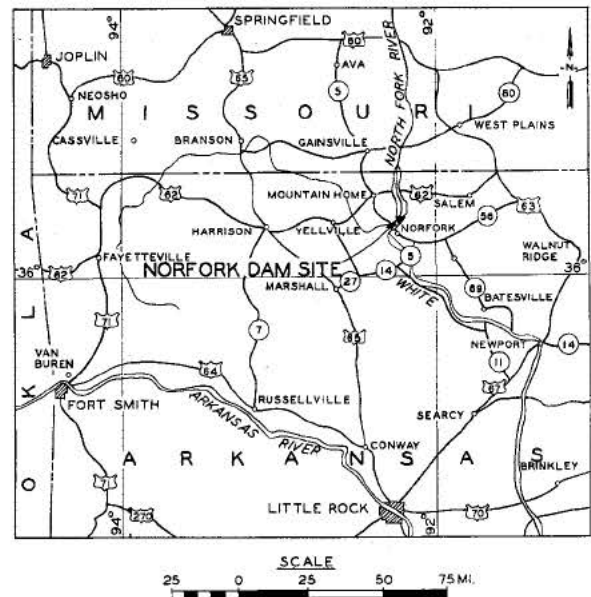 94° SPRINGFIELD 92°
JOPLIN
60
AVA
60 65
5
60
NEOSHO
MISSOURI
NORTH FORK RIVER
WEST PLAINS
CASSVILLE BRANSON GAINSVILLE
-N-
71 62
MOUNTAIN HOME 62
SALEM 63
56
HARRISON YELLVILLE NORFORK
WALNUT
RIDGE
FAYETTEVILLE
36° 62 NORFORK DAM SITE 5 36°
27 14
MARSHALL
WHITE
69
BATESVILLE
71
7
65
NEWPORT 14
11
VAN
BUREN
64
67
FORT SMITH
RUSSELLVILLE
SEARCY
ARKANSAS
RIVER
CONWAY
OKLA
ARKANSAS
BRINKLEY
71
LITTLE ROCK 70
270
94° 92°
SCALE
25 0 25 50 75 MI.